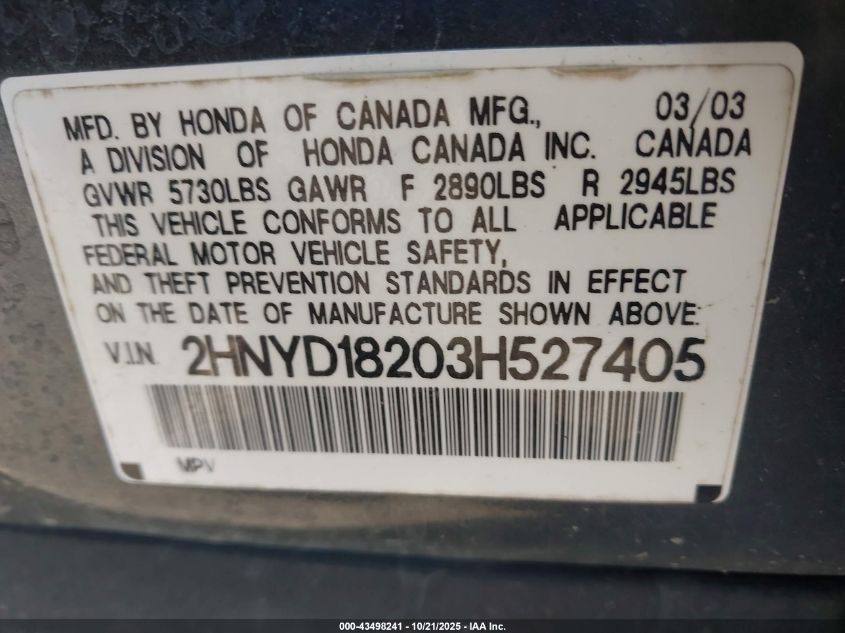 MFD. BY HONDA OF CANADA MFG., 03/03
A DIVISION OF HONDA CANADA INC. CANADA
GVWR 5730LBS GAWR F 2890LBS R 2945LBS
THIS VEHICLE CONFORMS TO ALL APPLICABLE
FEDERAL MOTOR VEHICLE SAFETY,
AND THEFT PREVENTION STANDARDS IN EFFECT
ON THE DATE OF MANUFACTURE SHOWN ABOVE:
V.I.N. 2HNYD18203H527405
MPV
000-43498241 - 10/21/2025 - IAA Inc.